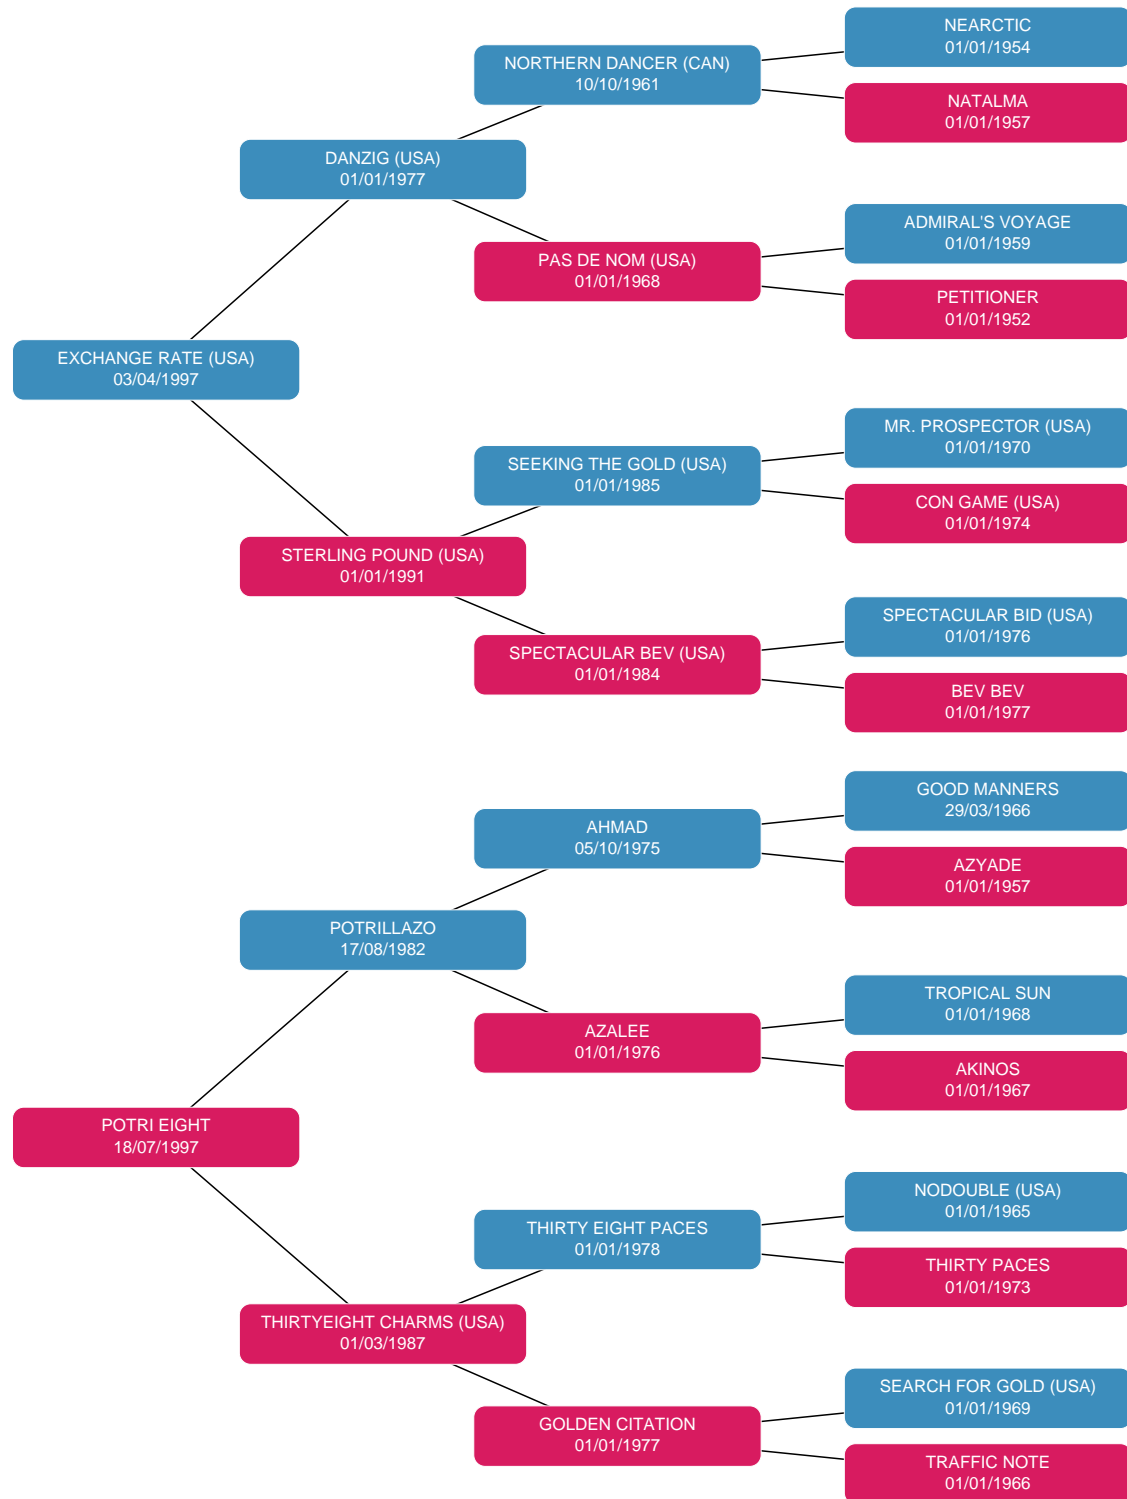 NEARCTIC
01/01/1954
NORTHERN DANCER (CAN)
10/10/1961
NATALMA
01/01/1957
DANZIG (USA)
01/01/1977
ADMIRAL'S VOYAGE
01/01/1959
PAS DE NOM (USA)
01/01/1968
PETITIONER
01/01/1952
EXCHANGE RATE (USA)
03/04/1997
MR. PROSPECTOR (USA)
01/01/1970
SEEKING THE GOLD (USA)
01/01/1985
CON GAME (USA)
01/01/1974
STERLING POUND (USA)
01/01/1991
SPECTACULAR BID (USA)
01/01/1976
SPECTACULAR BEV (USA)
01/01/1984
BEV BEV
01/01/1977
GOOD MANNERS
29/03/1966
AHMAD
05/10/1975
AZYADE
01/01/1957
POTRILLAZO
17/08/1982
TROPICAL SUN
01/01/1968
AZALEE
01/01/1976
AKINOS
01/01/1967
POTRI EIGHT
18/07/1997
NODOUBLE (USA)
01/01/1965
THIRTY EIGHT PACES
01/01/1978
THIRTY PACES
01/01/1973
THIRTYEIGHT CHARMS (USA)
01/03/1987
SEARCH FOR GOLD (USA)
01/01/1969
GOLDEN CITATION
01/01/1977
TRAFFIC NOTE
01/01/1966